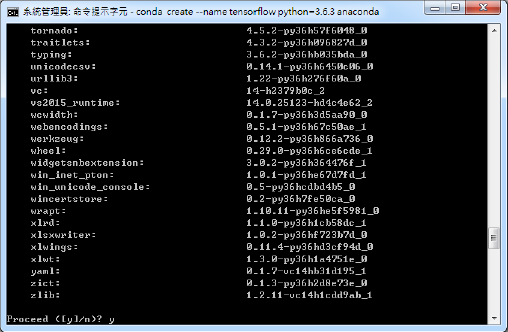 系統管理員: 命令提示字元 - conda create --name tensorflow python=3.6.3 anaconda
tornado: 4.5.2-py36h57f6048_0
traitlets: 4.3.2-py36h096827d_0
typing: 3.6.2-py36hb035bda_0
unicodecsv: 0.14.1-py36h6450c06_0
urllib3: 1.22-py36h276f60a_0
vc: 14-h2379b0c_2
vs2015_runtime: 14.0.25123-hd4c4e62_2
wcwidth: 0.1.7-py36h3d5aa90_0
webencodings: 0.5.1-py36h67c50ae_1
werkzeug: 0.12.2-py36h866a736_0
wheel: 0.29.0-py36h6ce6cde_1
widgetsnbextension: 3.0.2-py36h364476f_1
win_inet_pton: 1.0.1-py36he67d7fd_1
win_unicode_console: 0.5-py36hcdbd4b5_0
wincertstore: 0.2-py36h7fe50ca_0
wrapt: 1.10.11-py36he5f5981_0
xlrd: 1.1.0-py36h1cb58dc_1
xlsxwriter: 1.0.2-py36hf723b7d_0
xlwings: 0.11.4-py36hd3cf94d_0
xlwt: 1.3.0-py36h1a4751e_0
yaml: 0.1.7-vc14hb31d195_1
zict: 0.1.3-py36h2d8e73e_0
zlib: 1.2.11-vc14h1cdd9ab_1
Proceed ([y]/n)? y